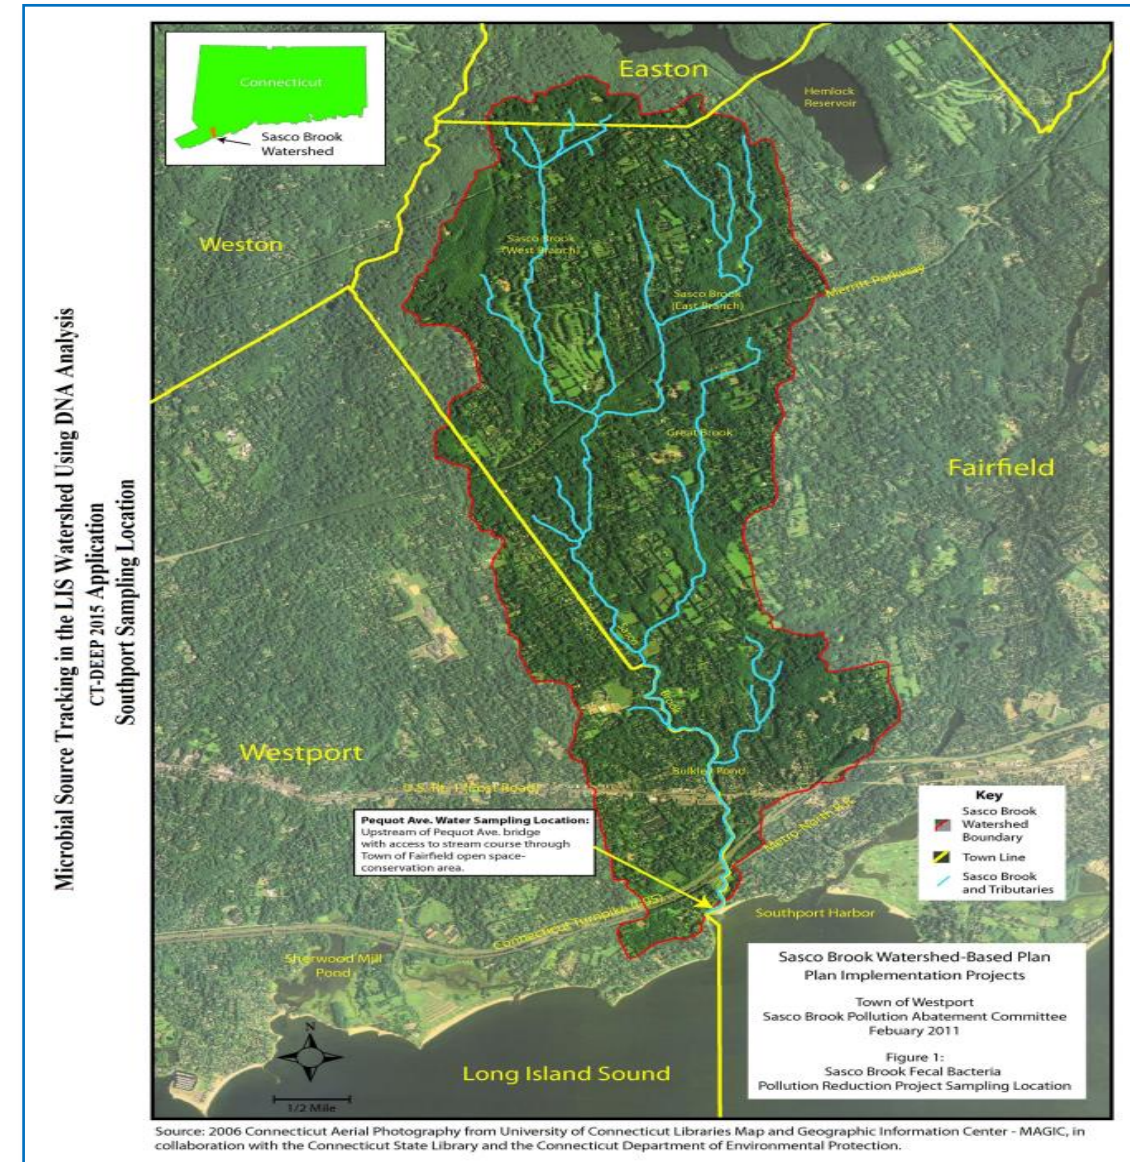 Microbial Source Tracking in the LIS Watershed Using DNA Analysis
CT-DEEP 2015 Application
Southport Sampling Location
Connecticut
Sasco Brook
Watershed
Easton
Hemlock
Reservoir
Weston
Sasco Brook
(West Branch)
Sasco Brook
(East Branch)
Merritt Parkway
Great Brook
Fairfield
Westport
Bulkley Pond
U.S. Rt. 1 (Post Road)
Metro-North R.R.
Pequot Ave. Water Sampling Location:
Upstream of Pequot Ave. bridge
with access to stream course through
Town of Fairfield open space-
conservation area.
Key
Sasco Brook
Watershed
Boundary
Town Line
Sasco Brook
and Tributaries
Connecticut Turnpike (I-95)
Southport Harbor
Sherwood Mill
Pond
N
1/2 Mile
Long Island Sound
Sasco Brook Watershed-Based Plan
Plan Implementation Projects
Town of Westport
Sasco Brook Pollution Abatement Committee
Febuary 2011
Figure 1:
Sasco Brook Fecal Bacteria
Pollution Reduction Project Sampling Location
Source: 2006 Connecticut Aerial Photography from University of Connecticut Libraries Map and Geographic Information Center - MAGIC, in
collaboration with the Connecticut State Library and the Connecticut Department of Environmental Protection.